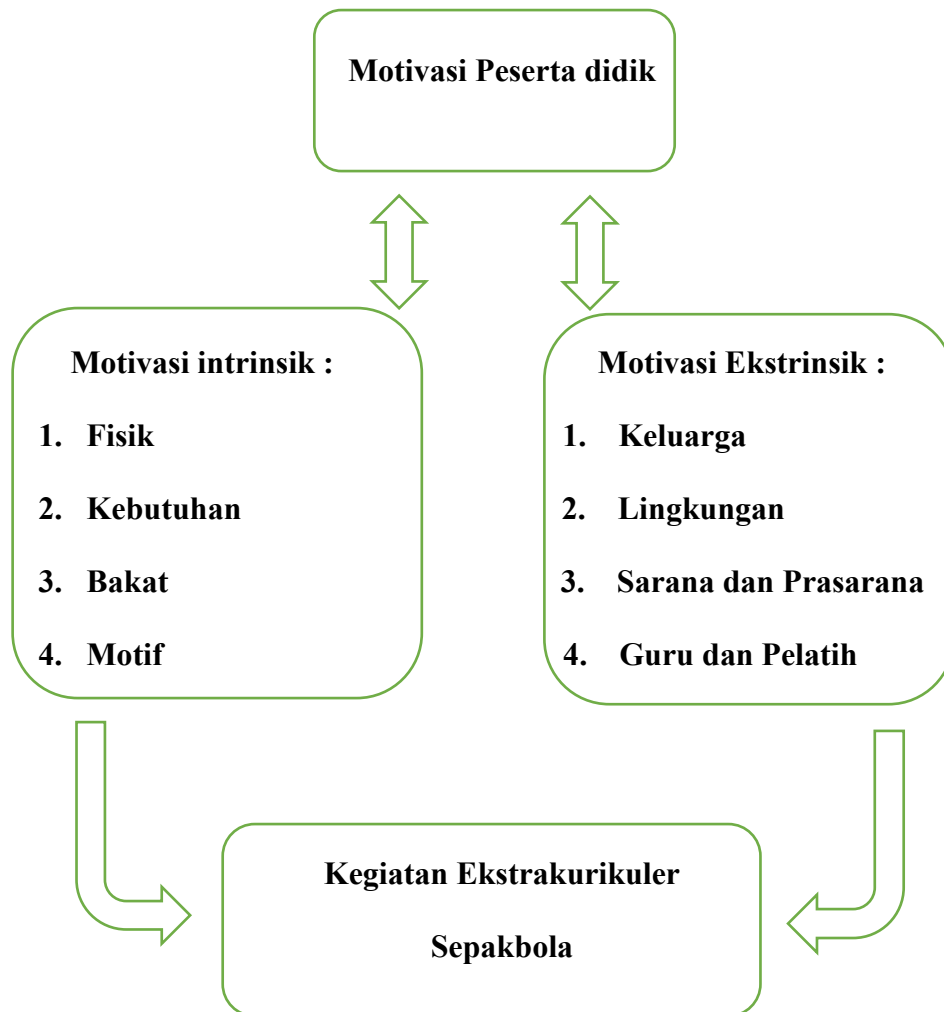 Motivasi Peserta didik
Motivasi intrinsik :
1. Fisik
2. Kebutuhan
3. Bakat
4. Motif
Motivasi Ekstrinsik :
1. Keluarga
2. Lingkungan
3. Sarana dan Prasarana
4. Guru dan Pelatih
Kegiatan Ekstrakurikuler
Sepakbola